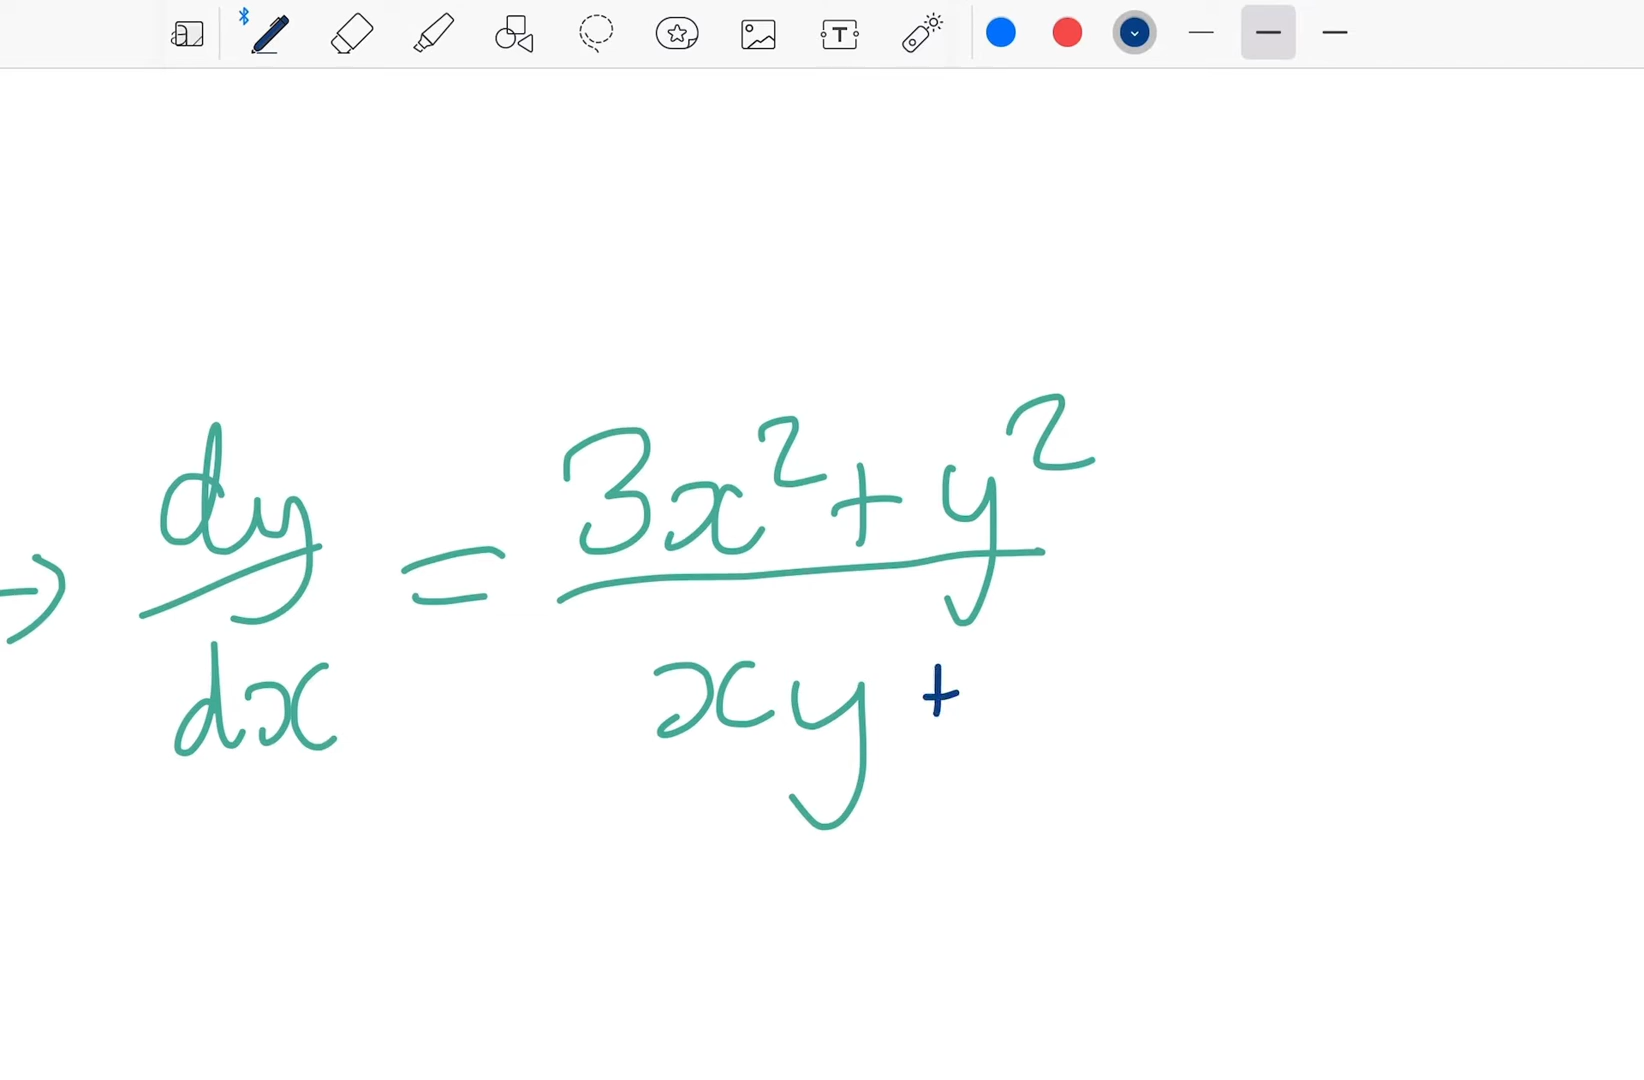 → dy/dx = (3x² + y²)/(xy +
T